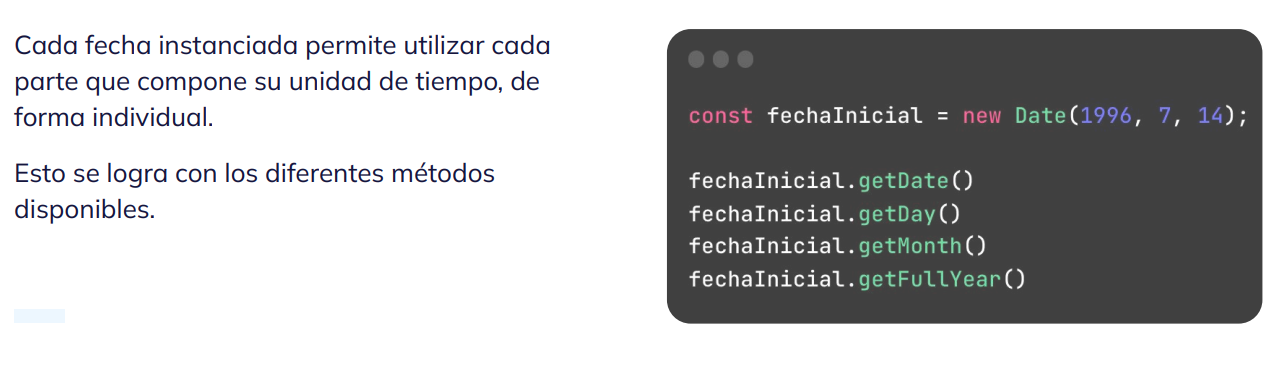 Cada fecha instanciada permite utilizar cada
parte que compone su unidad de tiempo, de
forma individual.
Esto se logra con los diferentes métodos
disponibles.
const fechaInicial = new Date(1996, 7, 14);
fechaInicial.getDate()
fechaInicial.getDay()
fechaInicial.getMonth()
fechaInicial.getFullYear()